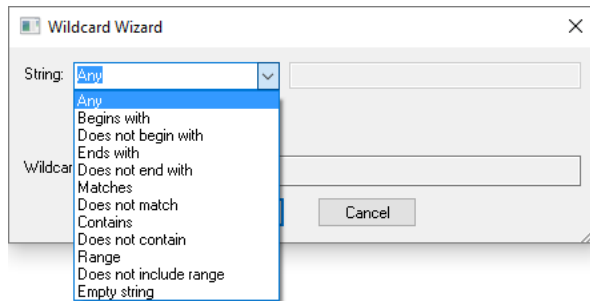 Wildcard Wizard
String: Any
Any
Begins with
Does not begin with
Ends with
Does not end with
Matches
Does not match
Contains
Does not contain
Range
Does not include range
Empty string
Wildcar
Cancel